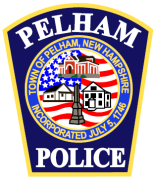 PELHAM
TOWN OF PELHAM, NEW HAMPSHIRE
INCORPORATED JULY 5, 1746
POLICE